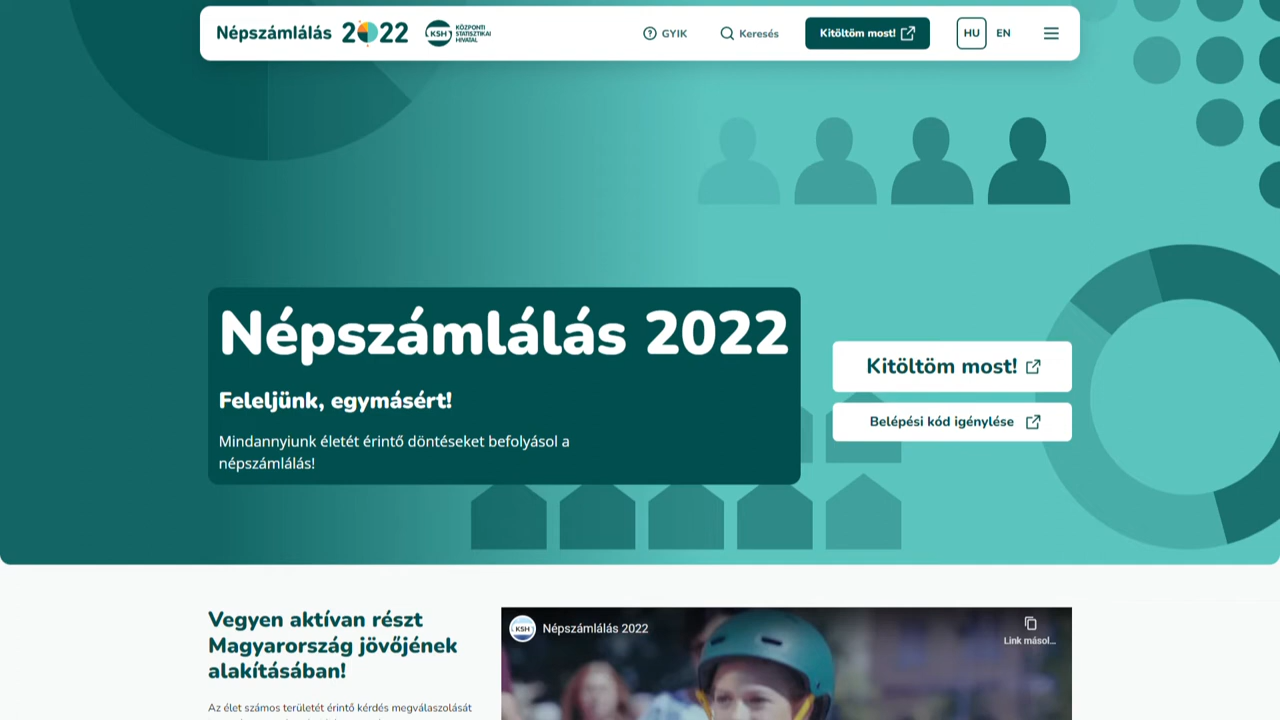 Népszámlálás 2022
KSH
KÖZPONTI
STATISZTIKAI
HIVATAL
GYIK
Keresés
Kitöltöm most!
HU
EN
Népszámlálás 2022
Feleljünk, egymásért!
Mindannyiunk életét érintő döntéseket befolyásol a
népszámlálás!
Kitöltöm most!
Belépési kód igénylése
Vegyen aktívan részt
Magyarország jövőjének
alakításában!
Az élet számos területét érintő kérdés megválaszolását
KSH
Népszámlálás 2022
Link másol...